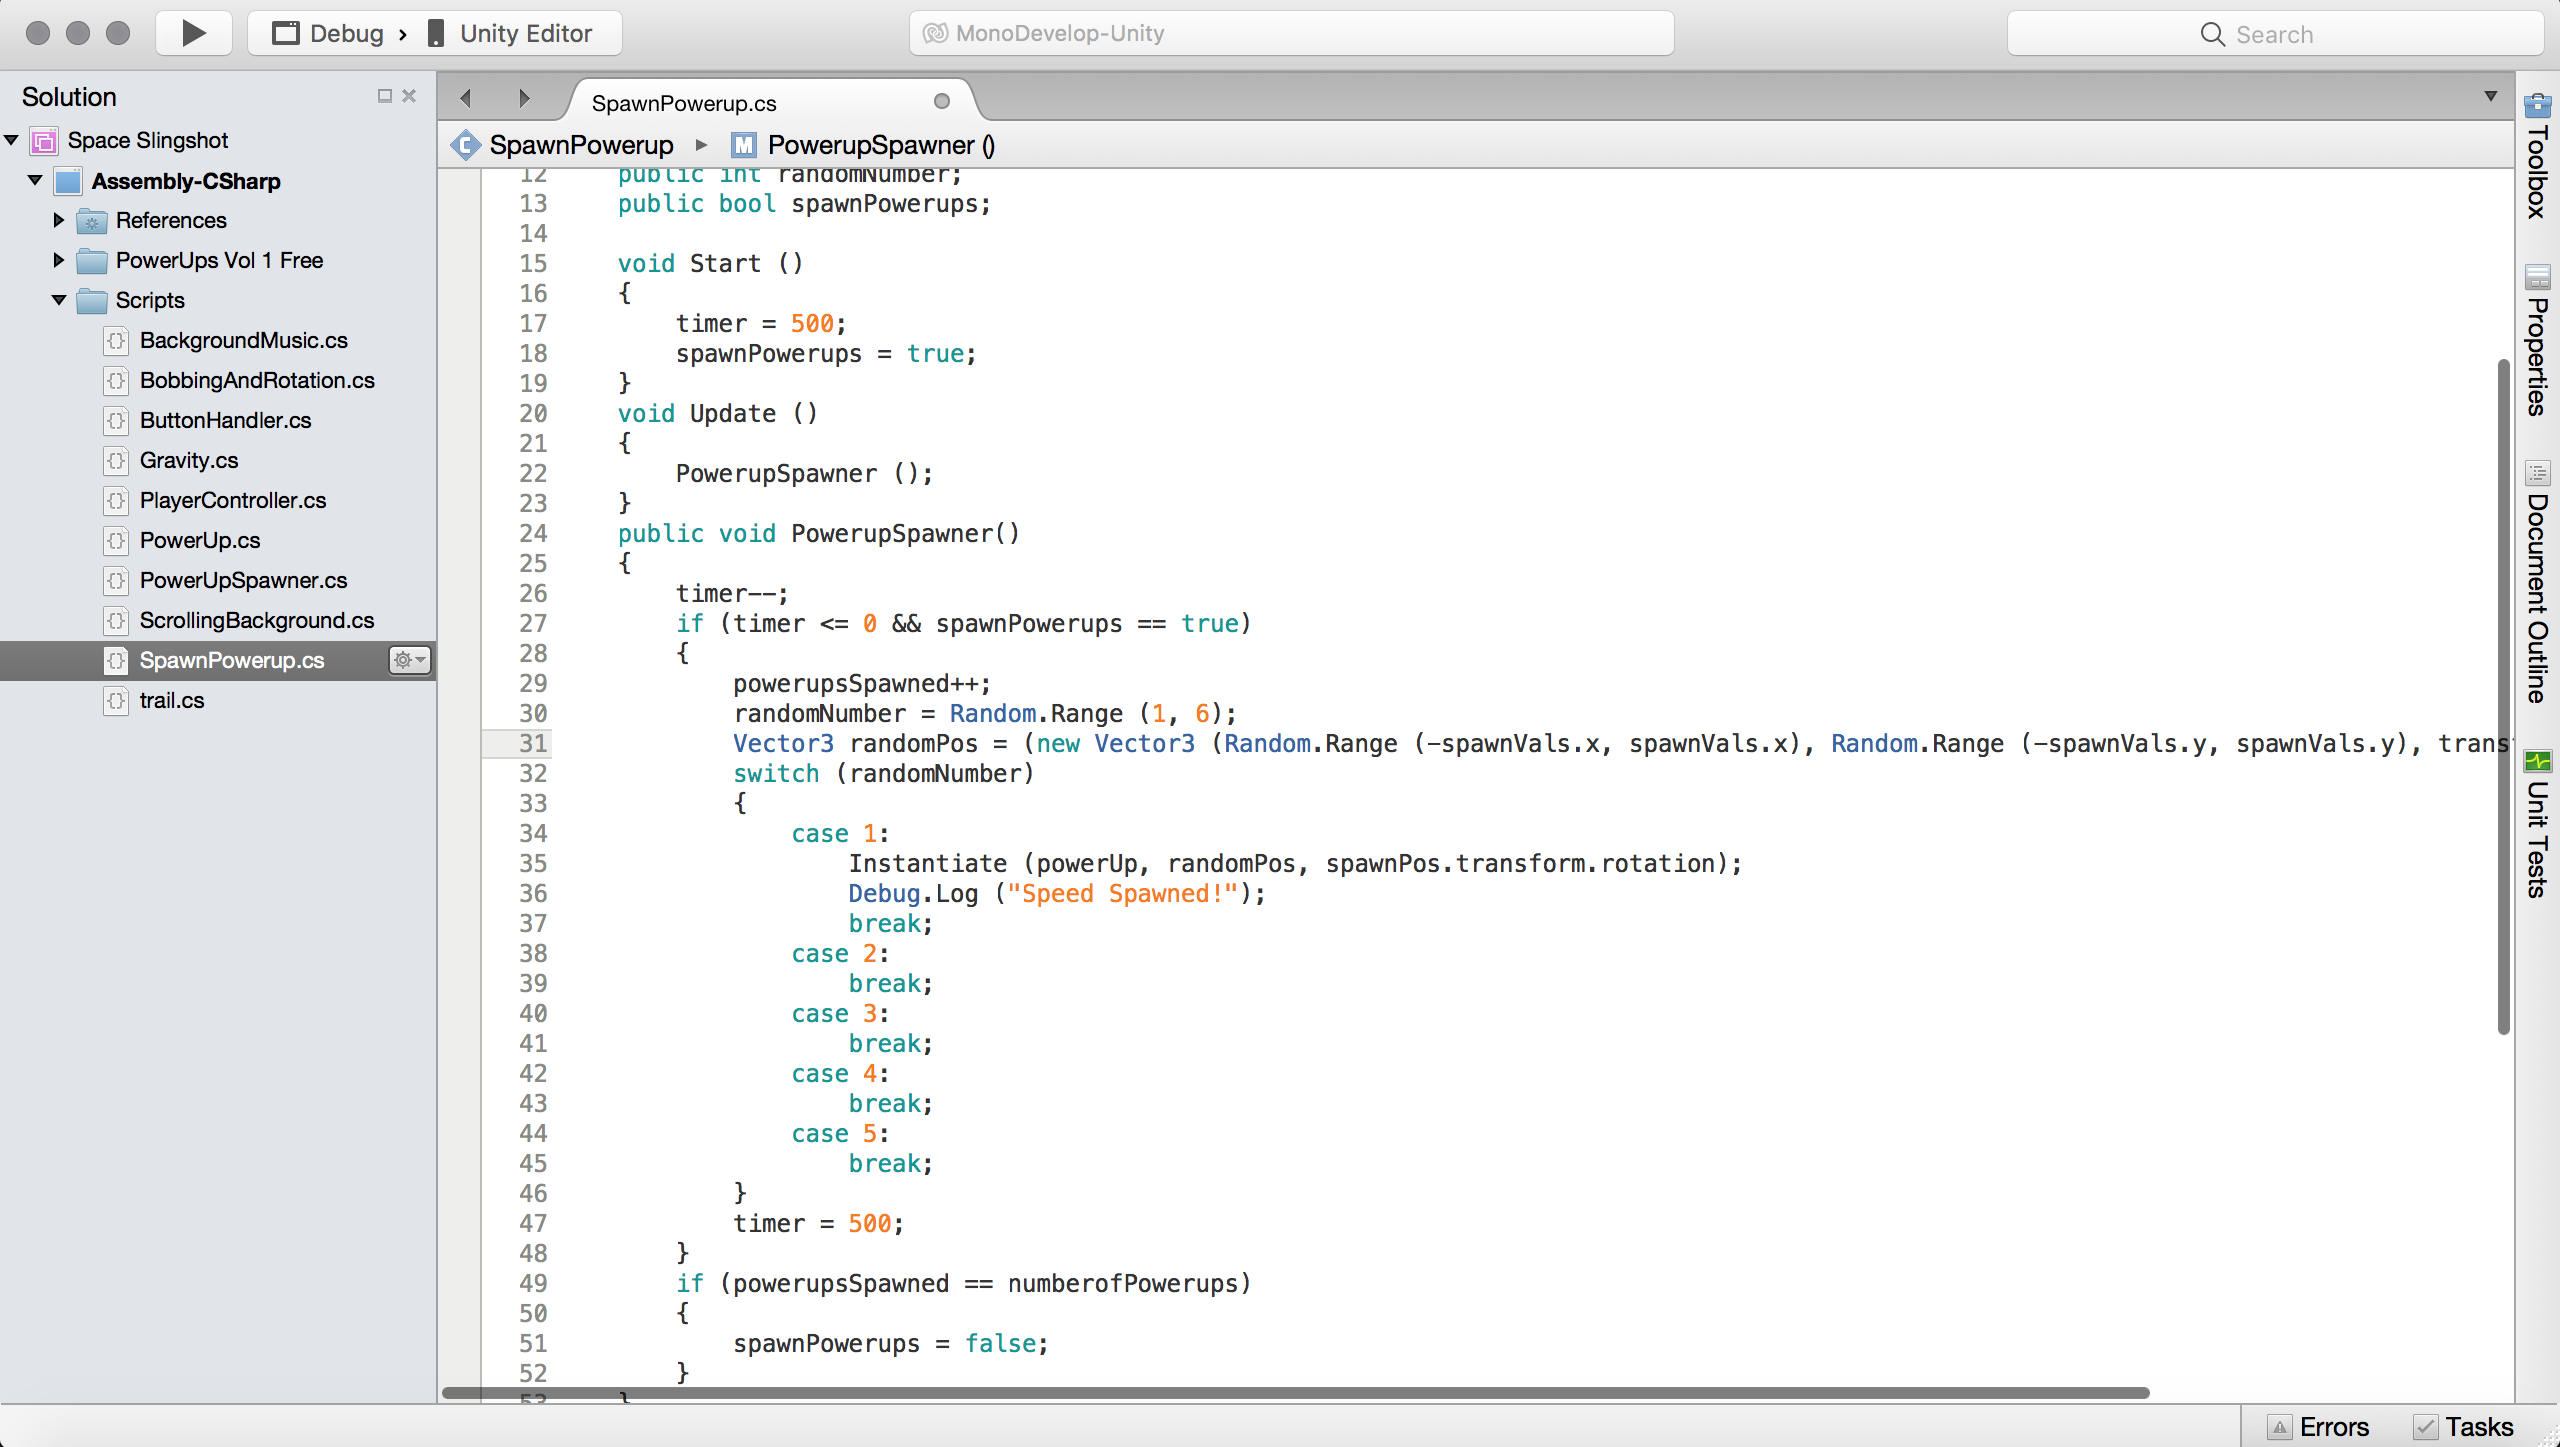 Debug › Unity Editor
MonoDevelop-Unity
Search
Solution
Space Slingshot
Assembly-CSharp
References
PowerUps Vol 1 Free
Scripts
BackgroundMusic.cs
BobbingAndRotation.cs
ButtonHandler.cs
Gravity.cs
PlayerController.cs
PowerUp.cs
PowerUpSpawner.cs
ScrollingBackground.cs
SpawnPowerup.cs
trail.cs
SpawnPowerup.cs
SpawnPowerup ▸ M PowerupSpawner ()
12 public int randomNumber;
13 public bool spawnPowerups;
14
15 void Start ()
16 {
17 timer = 500;
18 spawnPowerups = true;
19 }
20 void Update ()
21 {
22 PowerupSpawner ();
23 }
24 public void PowerupSpawner()
25 {
26 timer--;
27 if (timer <= 0 && spawnPowerups == true)
28 {
29 powerupsSpawned++;
30 randomNumber = Random.Range (1, 6);
31 Vector3 randomPos = (new Vector3 (Random.Range (-spawnVals.x, spawnVals.x), Random.Range (-spawnVals.y, spawnVals.y), trans
32 switch (randomNumber)
33 {
34 case 1:
35 Instantiate (powerUp, randomPos, spawnPos.transform.rotation);
36 Debug.Log ("Speed Spawned!");
37 break;
38 case 2:
39 break;
40 case 3:
41 break;
42 case 4:
43 break;
44 case 5:
45 break;
46 }
47 timer = 500;
48 }
49 if (powerupsSpawned == numberofPowerups)
50 {
51 spawnPowerups = false;
52 }
53 }
Toolbox
Properties
Document Outline
Unit Tests
Errors
Tasks